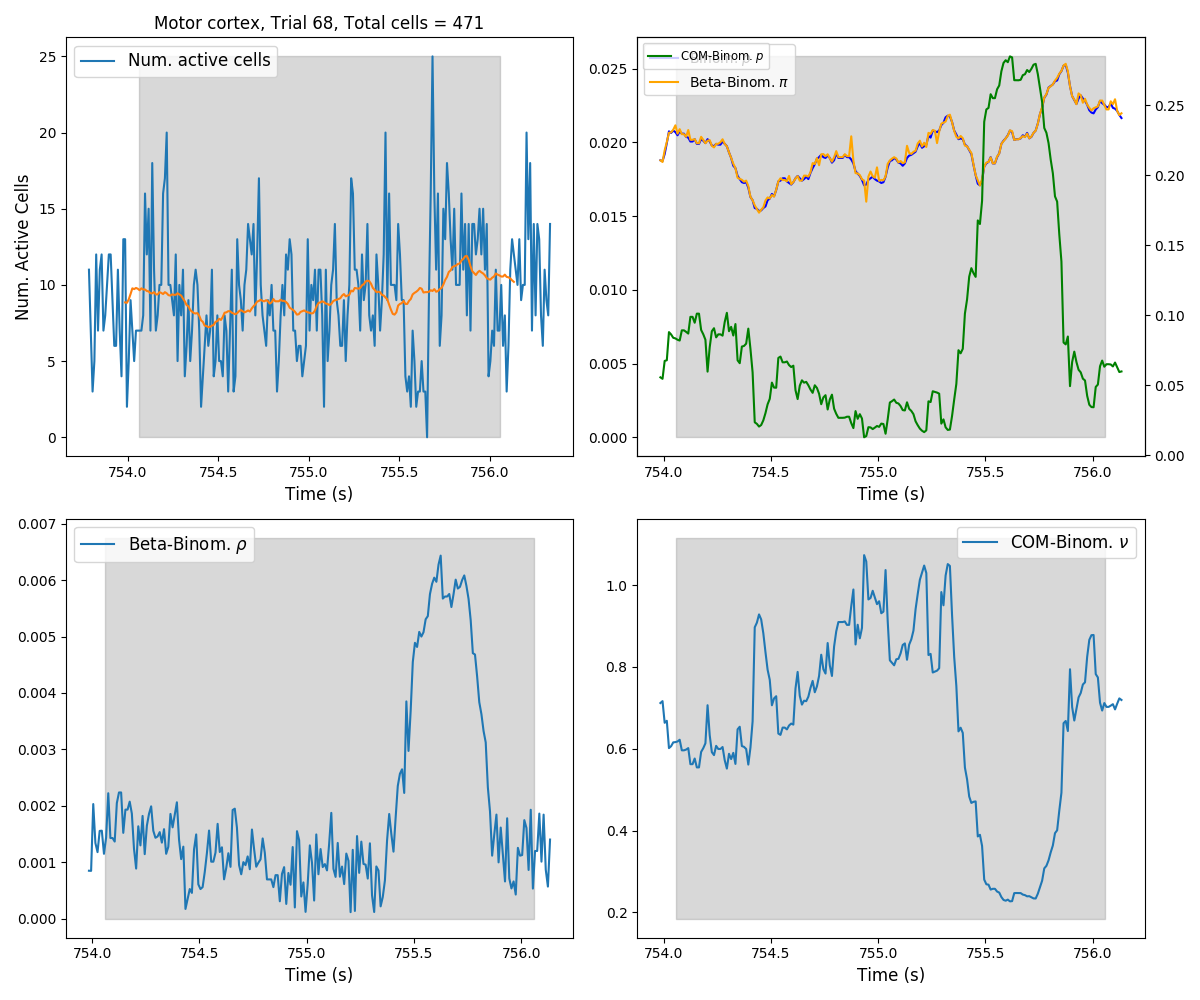 Motor cortex, Trial 68, Total cells = 471
Num. active cells
Num. Active Cells
25
20
15
10
5
0
754.0 754.5 755.0 755.5 756.0
Time (s)
COM-Binom. p
Beta-Binom. π
0.025
0.020
0.015
0.010
0.005
0.000
0.25
0.20
0.15
0.10
0.05
0.00
754.0 754.5 755.0 755.5 756.0
Time (s)
Beta-Binom. ρ
0.007
0.006
0.005
0.004
0.003
0.002
0.001
0.000
754.0 754.5 755.0 755.5 756.0
Time (s)
COM-Binom. ν
1.0
0.8
0.6
0.4
0.2
754.0 754.5 755.0 755.5 756.0
Time (s)